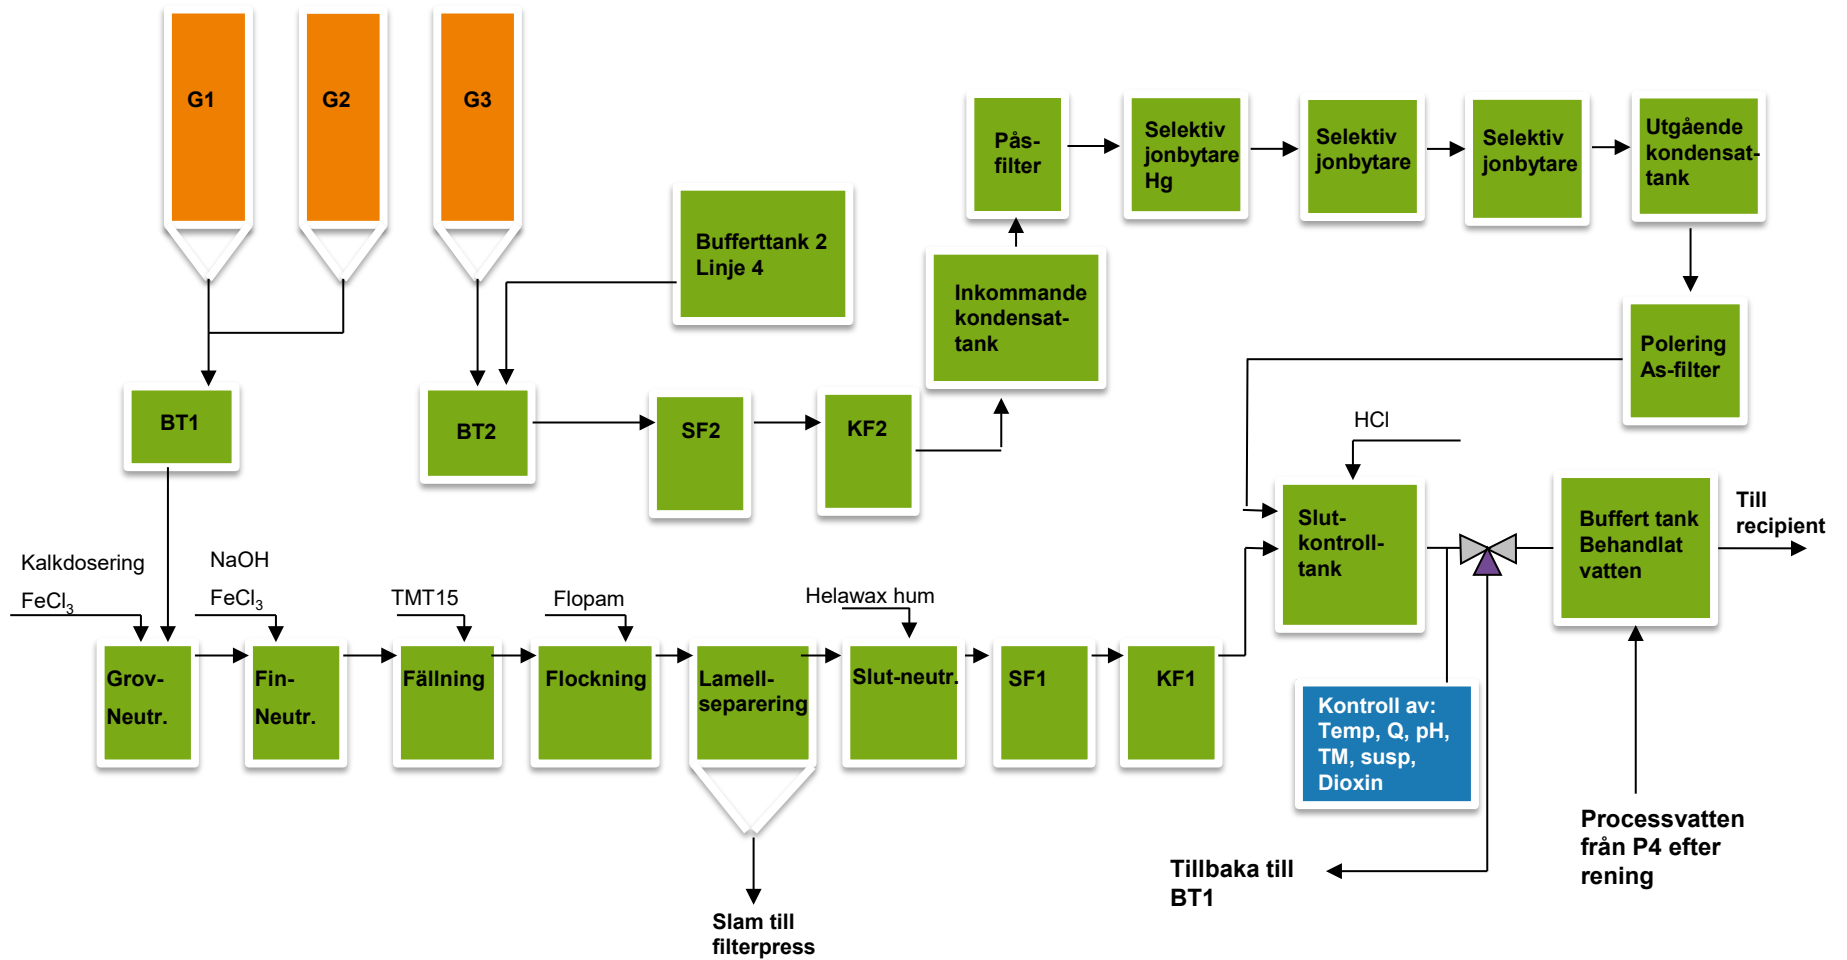 G1
G2
G3
Pås-
filter
Selektiv
jonbytare
Hg
Selektiv
jonbytare
Selektiv
jonbytare
Utgående
kondensat-
tank
Bufferttank 2
Linje 4
Inkommande
kondensat-
tank
Polering
As-filter
BT1
BT2
SF2
KF2
HCl
Slut-
kontroll-
tank
Buffert tank
Behandlat
vatten
Till
recipient
Kalkdosering
FeCl3
NaOH
FeCl3
TMT15
Flopam
Helawax hum
Grov-
Neutr.
Fin-
Neutr.
Fällning
Flockning
Lamell-
separering
Slut-neutr.
SF1
KF1
Kontroll av:
Temp, Q, pH,
TM, susp,
Dioxin
Processvatten
från P4 efter
rening
Tillbaka till
BT1
Slam till
filterpress